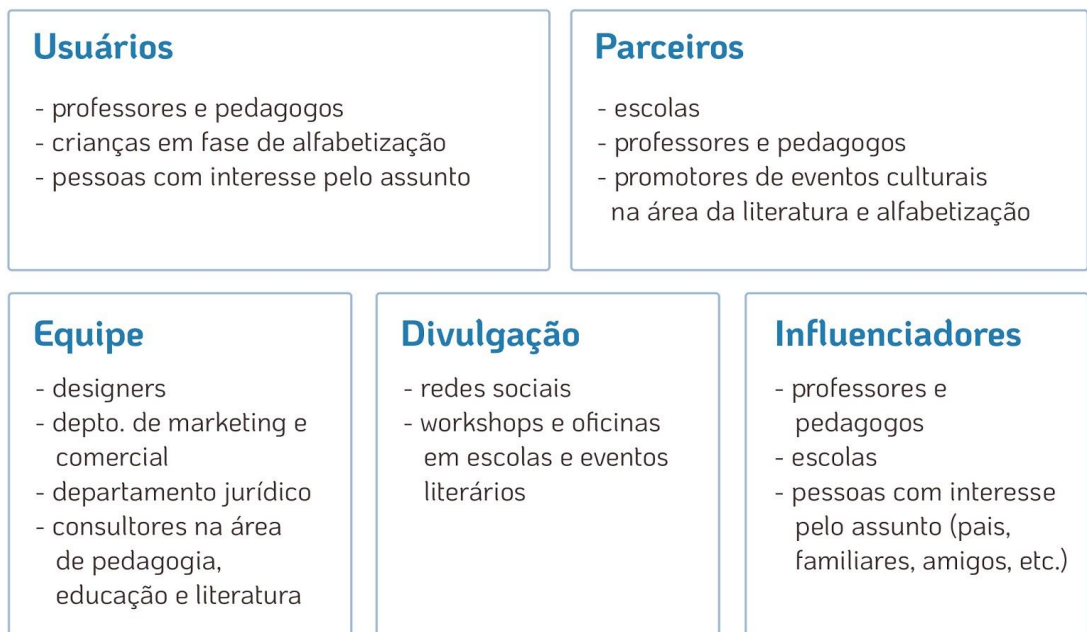 Usuários
- professores e pedagogos
- crianças em fase de alfabetização
- pessoas com interesse pelo assunto
Parceiros
- escolas
- professores e pedagogos
- promotores de eventos culturais
na área da literatura e alfabetização
Equipe
- designers
- depto. de marketing e
comercial
- departamento jurídico
- consultores na área
de pedagogia,
educação e literatura
Divulgação
- redes sociais
- workshops e oficinas
em escolas e eventos
literários
Influenciadores
- professores e
pedagogos
- escolas
- pessoas com interesse
pelo assunto (pais,
familiares, amigos, etc.)